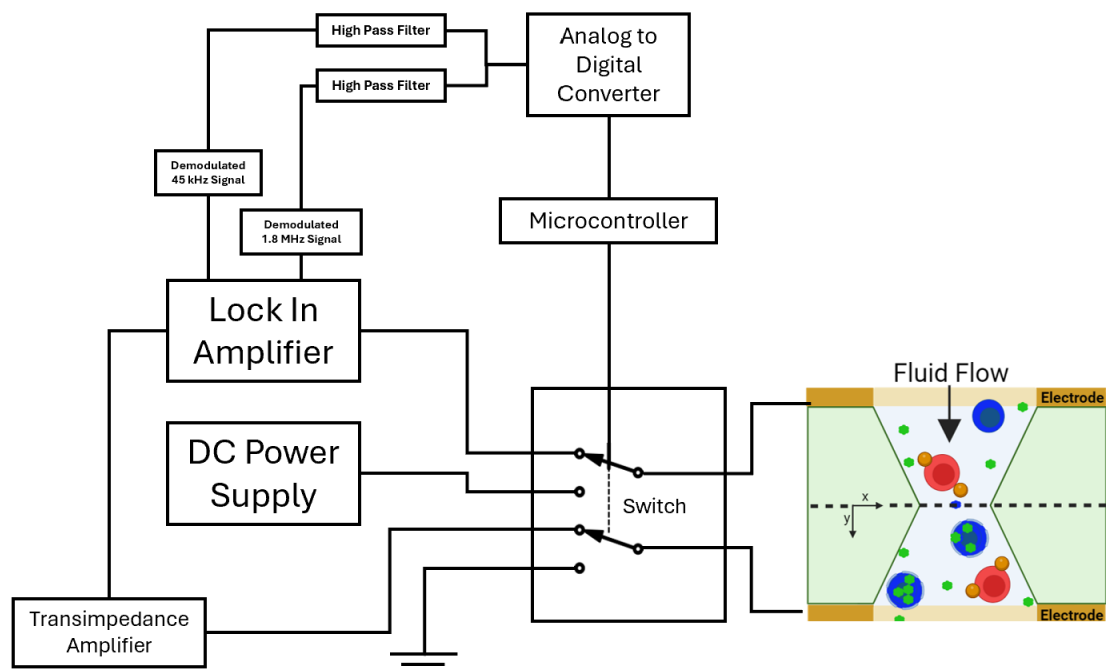 High Pass Filter
High Pass Filter
Analog to
Digital
Converter
Demodulated
45 kHz Signal
Demodulated
1.8 MHz Signal
Microcontroller
Lock In
Amplifier
DC Power
Supply
Switch
Transimpedance
Amplifier
Fluid Flow
Electrode
x
y
Electrode